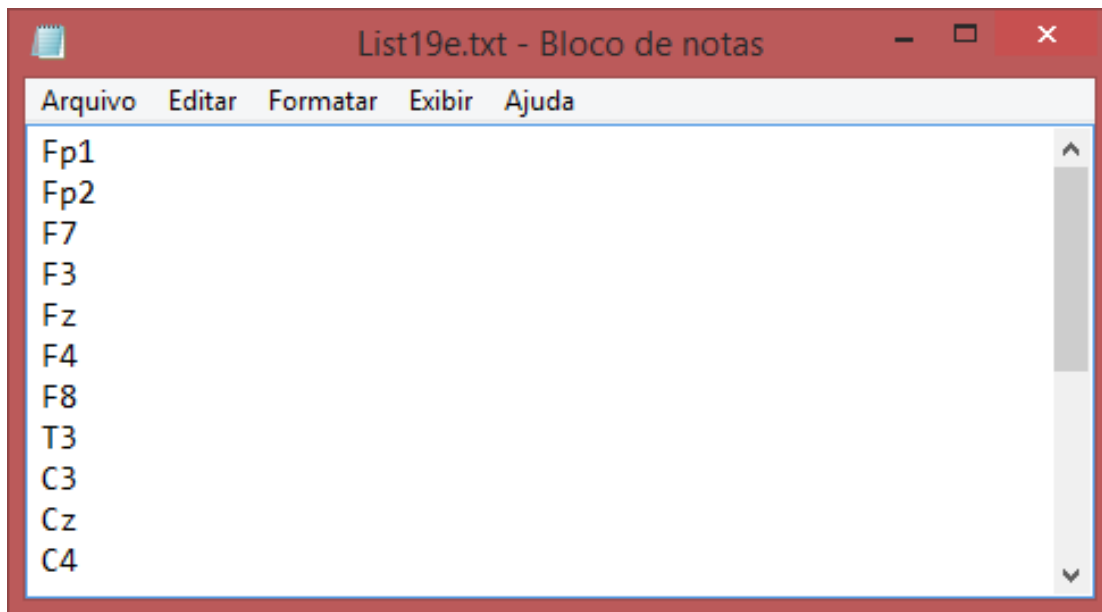 List19e.txt - Bloco de notas
Arquivo Editar Formatar Exibir Ajuda
Fp1
Fp2
F7
F3
Fz
F4
F8
T3
C3
Cz
C4